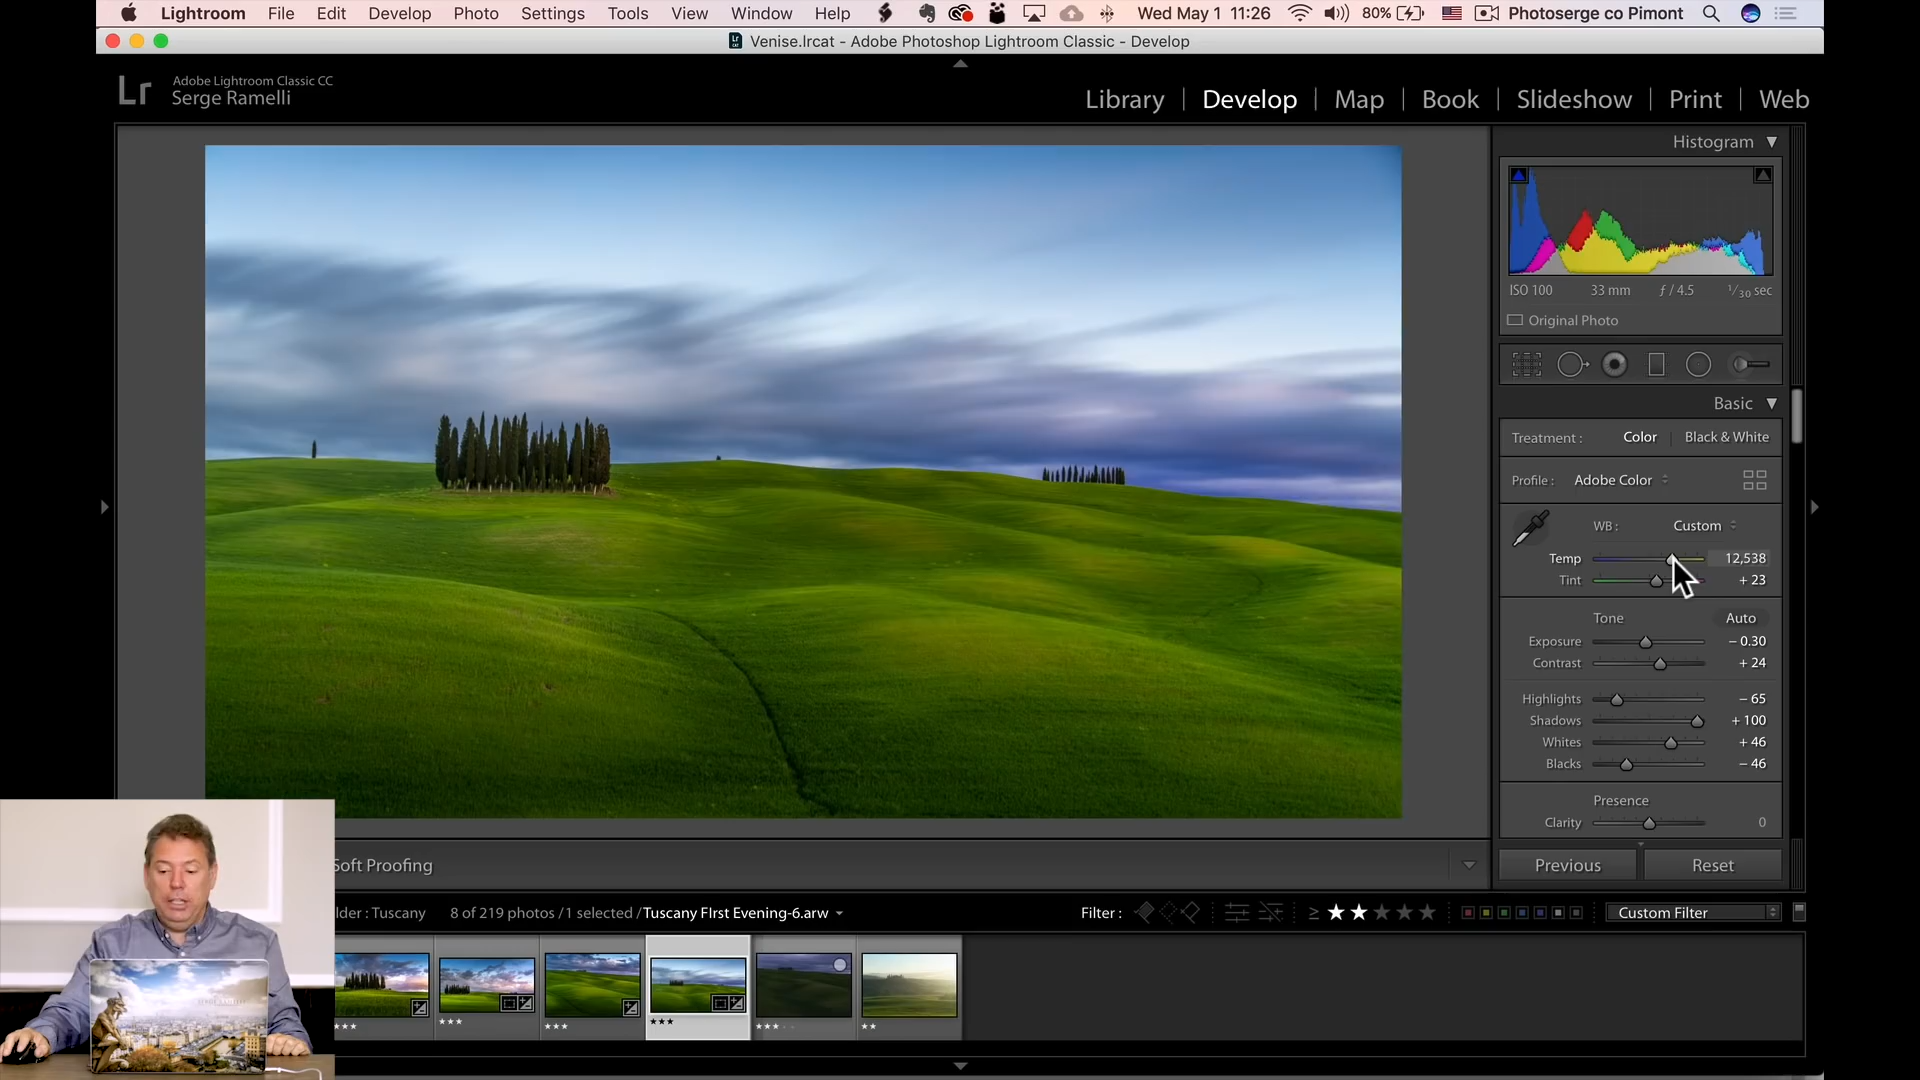 Lightroom File Edit Develop Photo Settings Tools View Window Help Wed May 1 11:26 80% Photoserge co Pimont
Venise.lrcat - Adobe Photoshop Lightroom Classic - Develop
Lr Adobe Lightroom Classic CC
Serge Ramelli
Library | Develop | Map | Book | Slideshow | Print | Web
Histogram
ISO 100 33 mm ƒ / 4.5 1/30 sec
Original Photo
Basic
Treatment : Color Black & White
Profile : Adobe Color
WB : Custom
Temp 12,538
Tint + 23
Tone Auto
Exposure – 0.30
Contrast + 24
Highlights – 65
Shadows + 100
Whites + 46
Blacks – 46
Presence
Clarity 0
Soft Proofing
Previous Reset
lder : Tuscany 8 of 219 photos /1 selected /Tuscany FIrst Evening-6.arw Filter : ≥ Custom Filter